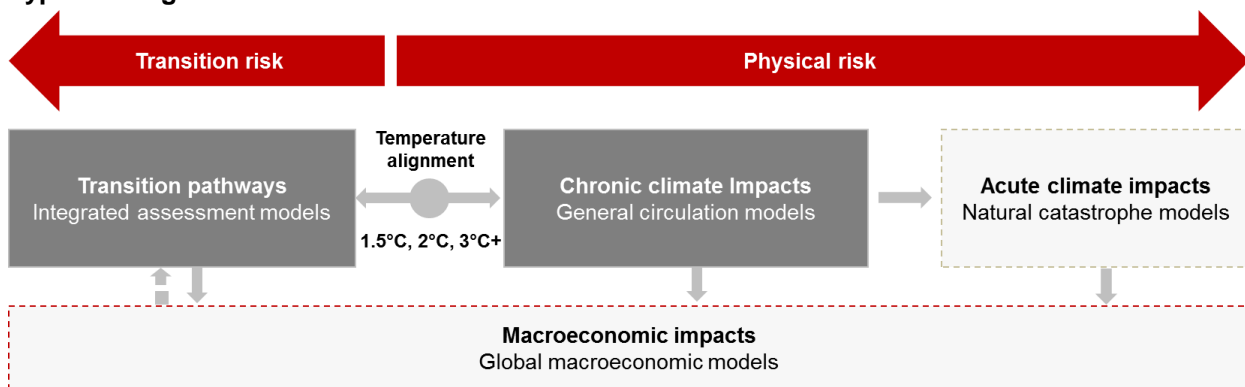 Transition risk
Physical risk
Temperature
alignment
Transition pathways
Integrated assessment models
1.5°C, 2°C, 3°C+
Chronic climate Impacts
General circulation models
Acute climate impacts
Natural catastrophe models
Macroeconomic impacts
Global macroeconomic models